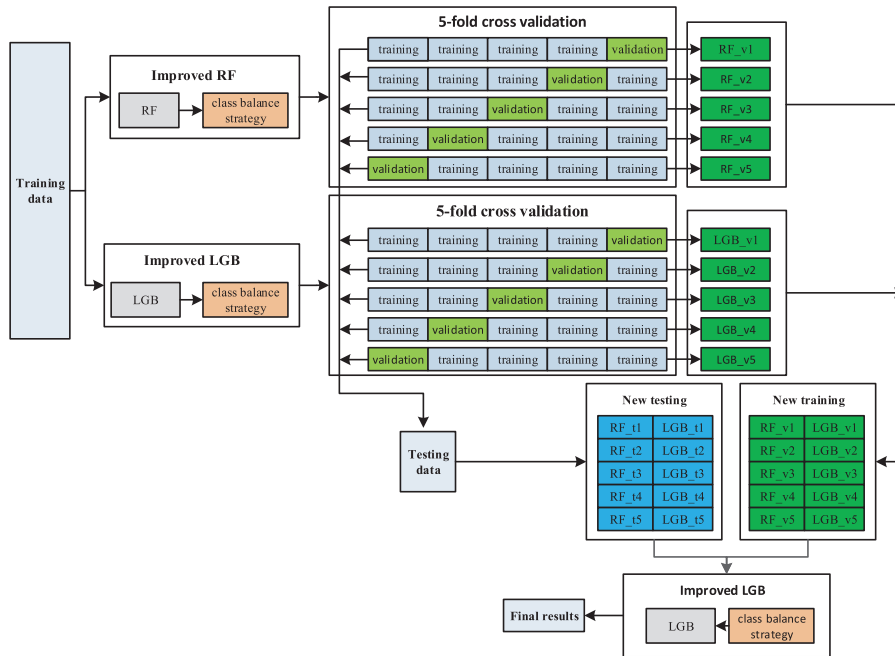 Training
data
Improved RF
RF
class balance
strategy
Improved LGB
LGB
class balance
strategy
5-fold cross validation
training training training training validation
training training training validation training
training training validation training training
training validation training training training
validation training training training training
RF_v1
RF_v2
RF_v3
RF_v4
RF_v5
5-fold cross validation
training training training training validation
training training training validation training
training training validation training training
training validation training training training
validation training training training training
LGB_v1
LGB_v2
LGB_v3
LGB_v4
LGB_v5
Testing
data
New testing
RF_t1 LGB_t1
RF_t2 LGB_t2
RF_t3 LGB_t3
RF_t4 LGB_t4
RF_t5 LGB_t5
New training
RF_v1 LGB_v1
RF_v2 LGB_v2
RF_v3 LGB_v3
RF_v4 LGB_v4
RF_v5 LGB_v5
Improved LGB
LGB
class balance
strategy
Final results